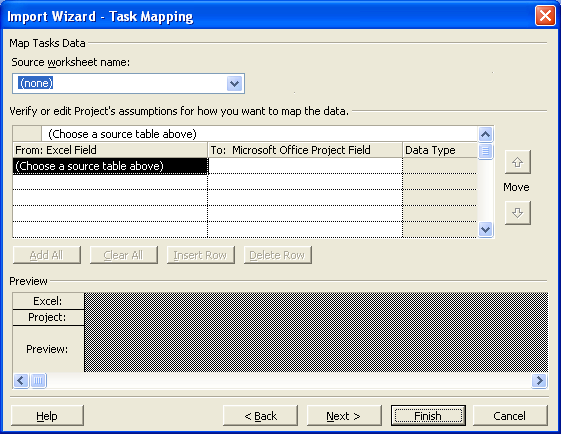 Import Wizard - Task Mapping
Map Tasks Data
Source worksheet name:
(none)
Verify or edit Project's assumptions for how you want to map the data.
(Choose a source table above)
From: Excel Field To: Microsoft Office Project Field Data Type
(Choose a source table above)
Move
Add All Clear All Insert Row Delete Row
Preview
Excel:
Project:
Preview:
Help < Back Next > Finish Cancel